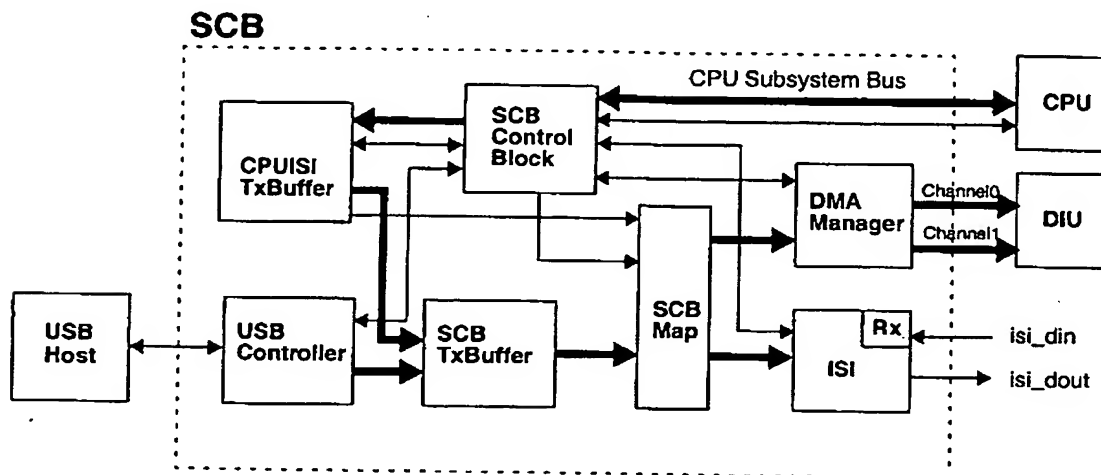 SCB
CPU Subsystem Bus
CPU
SCB
Control
Block
CPUISI
TxBuffer
DMA
Manager
Channel0
Channel1
DIU
SCB
Map
USB
Host
USB
Controller
SCB
TxBuffer
Rx
ISI
isi_din
isi_dout